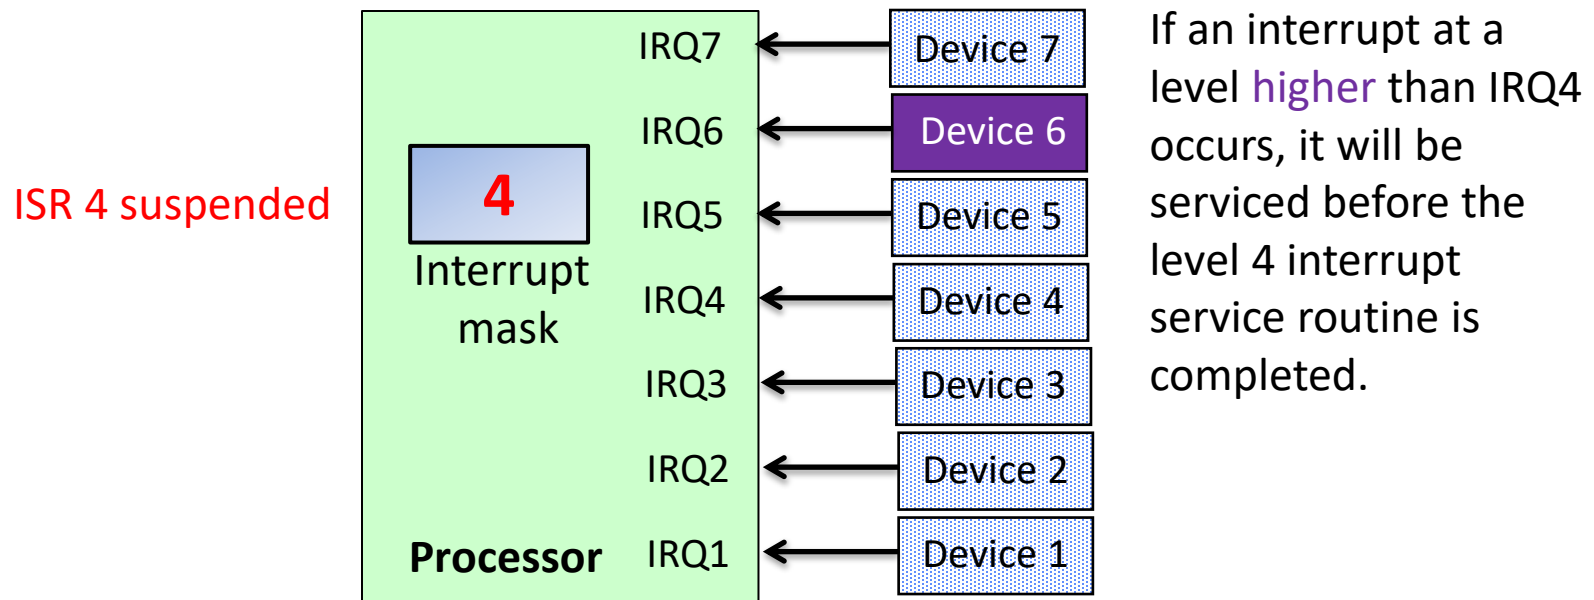 ISR 4 suspended
4
Interrupt
mask
Processor
IRQ7
IRQ6
IRQ5
IRQ4
IRQ3
IRQ2
IRQ1
Device 7
Device 6
Device 5
Device 4
Device 3
Device 2
Device 1
If an interrupt at a
level higher than IRQ4
occurs, it will be
serviced before the
level 4 interrupt
service routine is
completed.